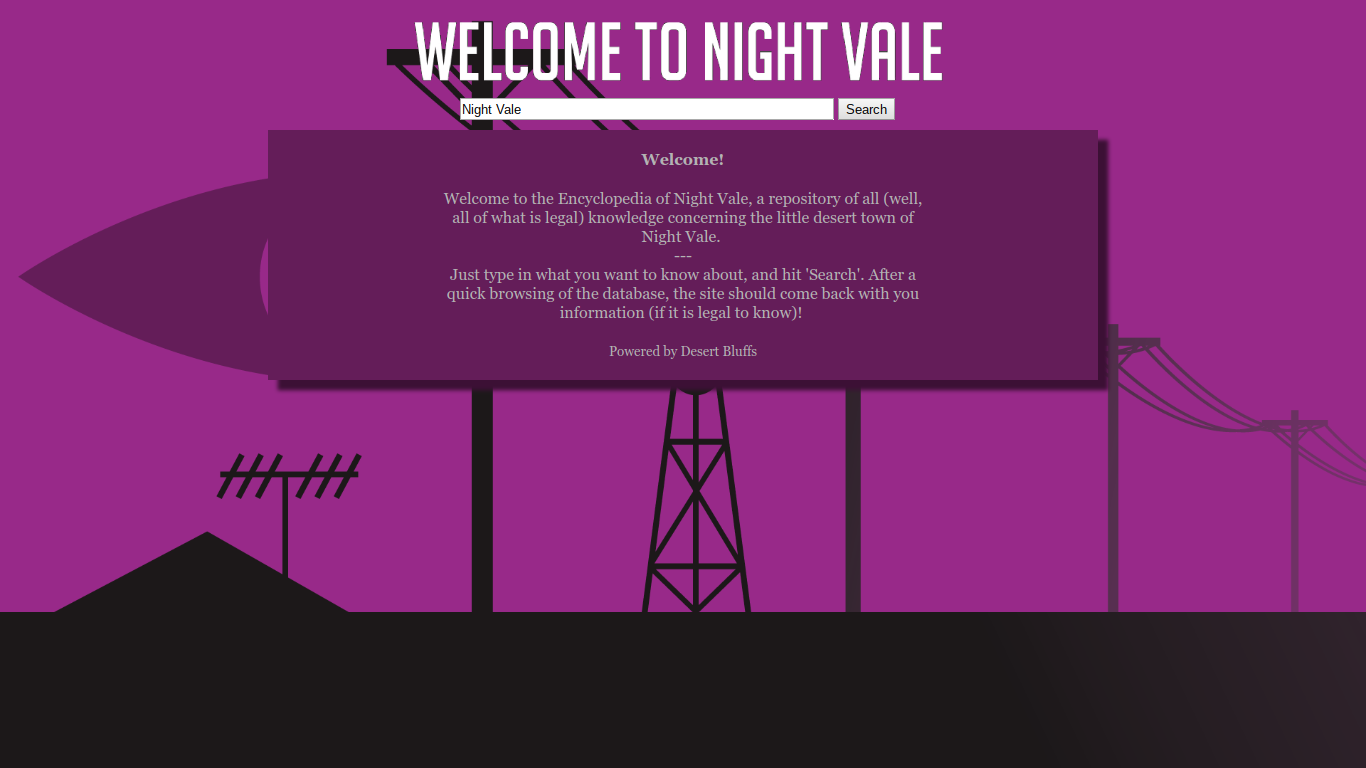 WELCOME TO NIGHT VALE
Night Vale Search
Welcome!
Welcome to the Encyclopedia of Night Vale, a repository of all (well,
all of what is legal) knowledge concerning the little desert town of
Night Vale.
---
Just type in what you want to know about, and hit 'Search'. After a
quick browsing of the database, the site should come back with you
information (if it is legal to know)!
Powered by Desert Bluffs